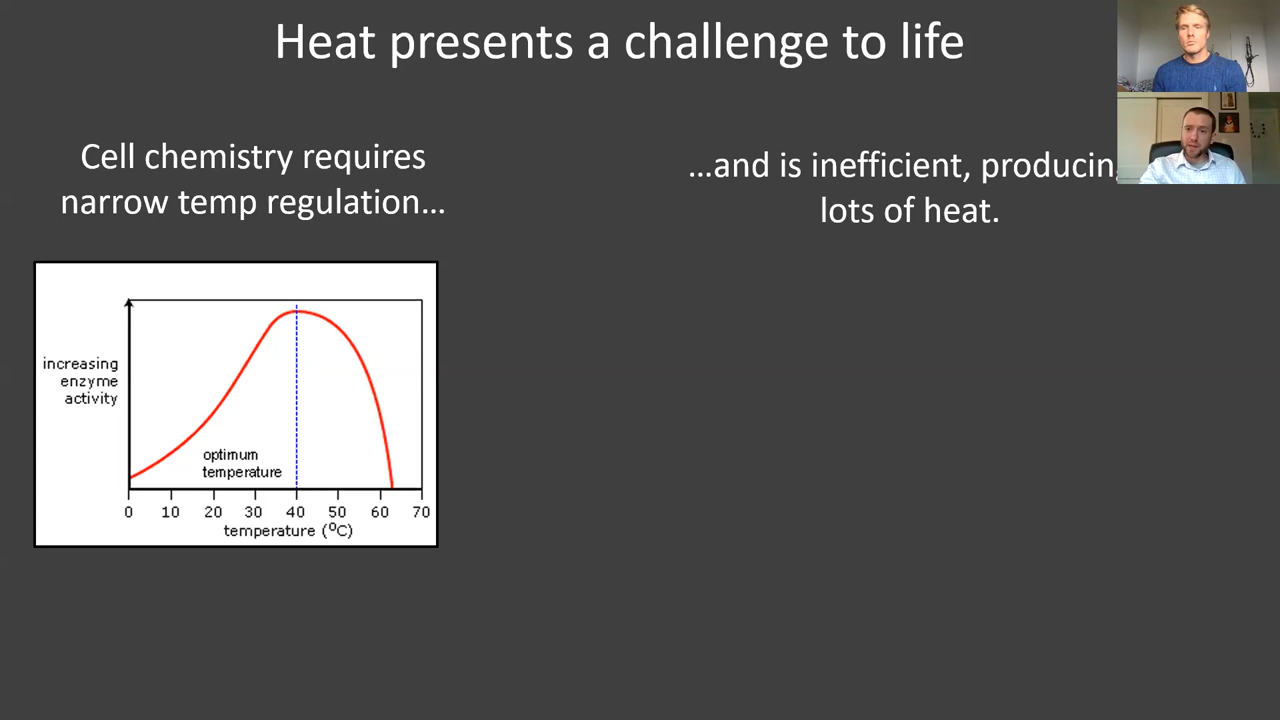 Heat presents a challenge to life
Cell chemistry requires
narrow temp regulation…
…and is inefficient, producin
lots of heat.
increasing
enzyme
activity
optimum
temperature
0 10 20 30 40 50 60 70
temperature (⁰C)